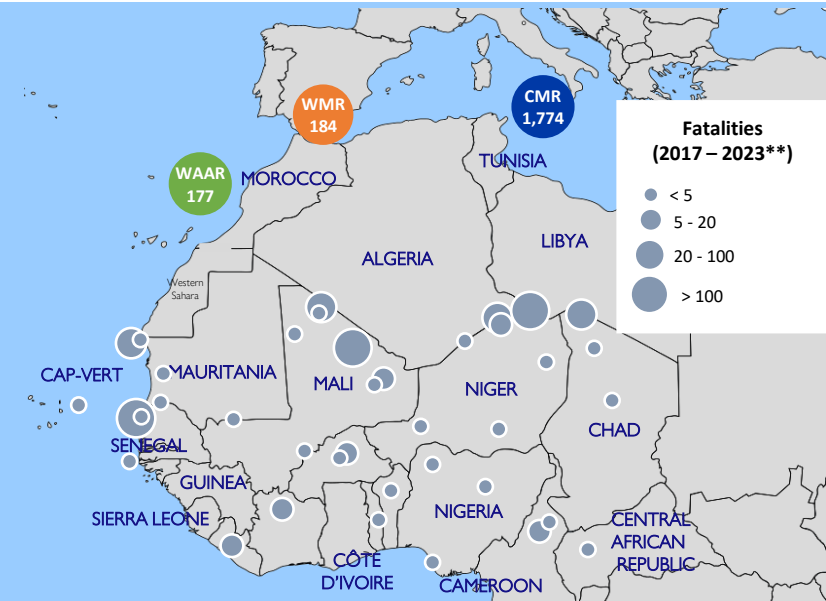 CMR
1,774
WMR
184
Fatalities
(2017 – 2023**)
TUNISIA
WAAR
177
MOROCCO
< 5
5 - 20
20 - 100
> 100
LIBYA
ALGERIA
Western
Sahara
CAP-VERT
MAURITANIA
MALI
NIGER
CHAD
SENEGAL
GUINEA
SIERRA LEONE
NIGERIA
CENTRAL
AFRICAN
REPUBLIC
CÔTE
D'IVOIRE
CAMEROON